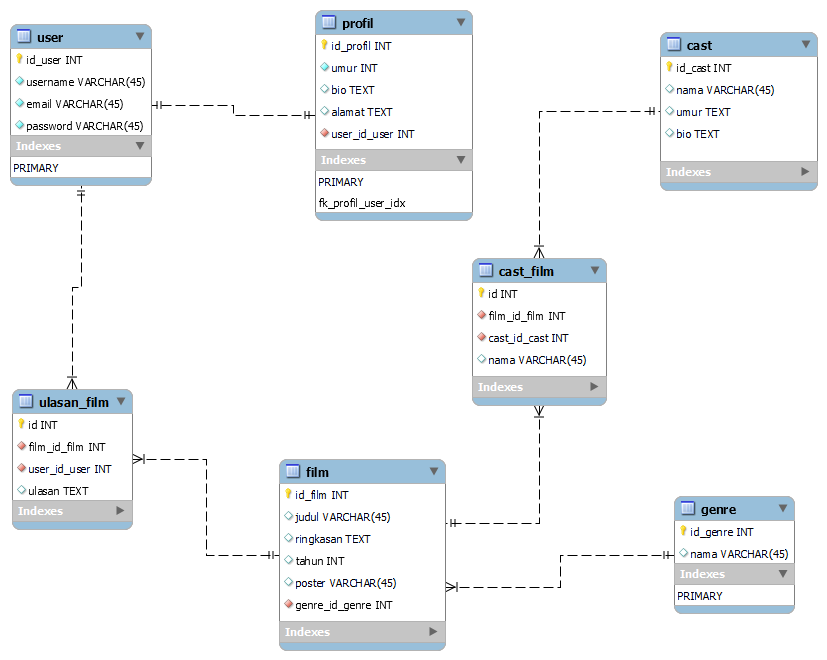 user
id_user INT
username VARCHAR(45)
email VARCHAR(45)
password VARCHAR(45)
Indexes
PRIMARY
profil
id_profil INT
umur INT
bio TEXT
alamat TEXT
user_id_user INT
Indexes
PRIMARY
fk_profil_user_idx
cast
id_cast INT
nama VARCHAR(45)
umur TEXT
bio TEXT
Indexes
cast_film
id INT
film_id_film INT
cast_id_cast INT
nama VARCHAR(45)
Indexes
ulasan_film
id INT
film_id_film INT
user_id_user INT
ulasan TEXT
Indexes
film
id_film INT
judul VARCHAR(45)
ringkasan TEXT
tahun INT
poster VARCHAR(45)
genre_id_genre INT
Indexes
genre
id_genre INT
nama VARCHAR(45)
Indexes
PRIMARY